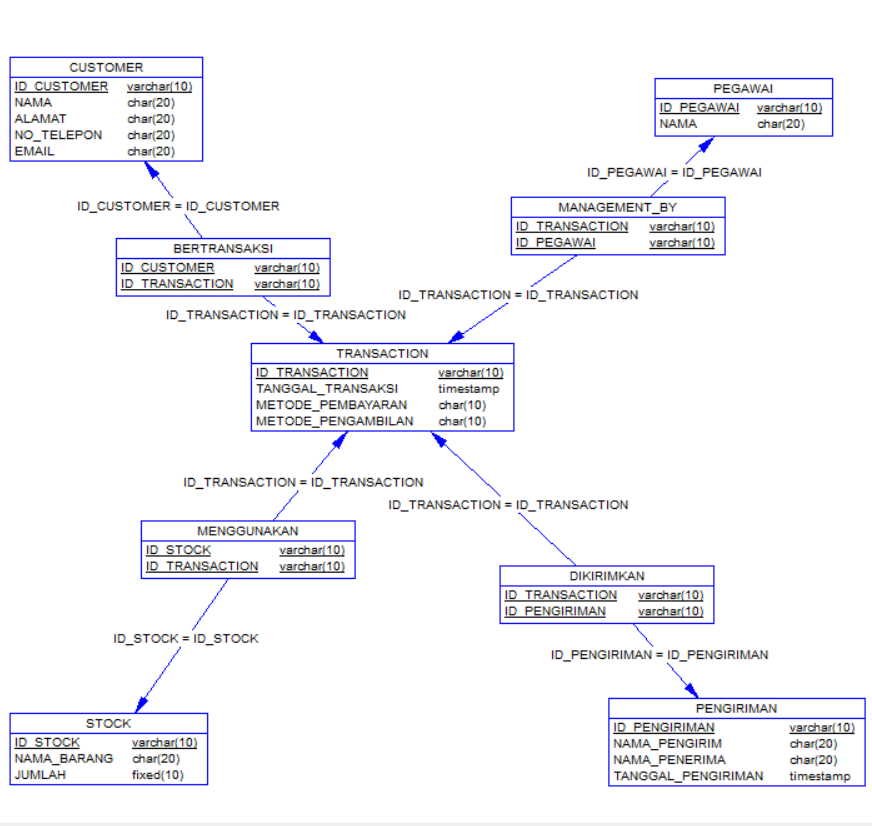 CUSTOMER
ID_CUSTOMER varchar(10)
NAMA char(20)
ALAMAT char(20)
NO_TELEPON char(20)
EMAIL char(20)
PEGAWAI
ID_PEGAWAI varchar(10)
NAMA char(20)
ID_PEGAWAI = ID_PEGAWAI
ID_CUSTOMER = ID_CUSTOMER
MANAGEMENT_BY
ID_TRANSACTION varchar(10)
ID_PEGAWAI varchar(10)
BERTRANSAKSI
ID_CUSTOMER varchar(10)
ID_TRANSACTION varchar(10)
ID_TRANSACTION = ID_TRANSACTION
ID_TRANSACTION = ID_TRANSACTION
TRANSACTION
ID_TRANSACTION varchar(10)
TANGGAL_TRANSAKSI timestamp
METODE_PEMBAYARAN char(10)
METODE_PENGAMBILAN char(10)
ID_TRANSACTION = ID_TRANSACTION
ID_TRANSACTION = ID_TRANSACTION
MENGGUNAKAN
ID_STOCK varchar(10)
ID_TRANSACTION varchar(10)
DIKIRIMKAN
ID_TRANSACTION varchar(10)
ID_PENGIRIMAN varchar(10)
ID_STOCK = ID_STOCK
ID_PENGIRIMAN = ID_PENGIRIMAN
STOCK
ID_STOCK varchar(10)
NAMA_BARANG char(20)
JUMLAH fixed(10)
PENGIRIMAN
ID_PENGIRIMAN varchar(10)
NAMA_PENGIRIM char(20)
NAMA_PENERIMA char(20)
TANGGAL_PENGIRIMAN timestamp